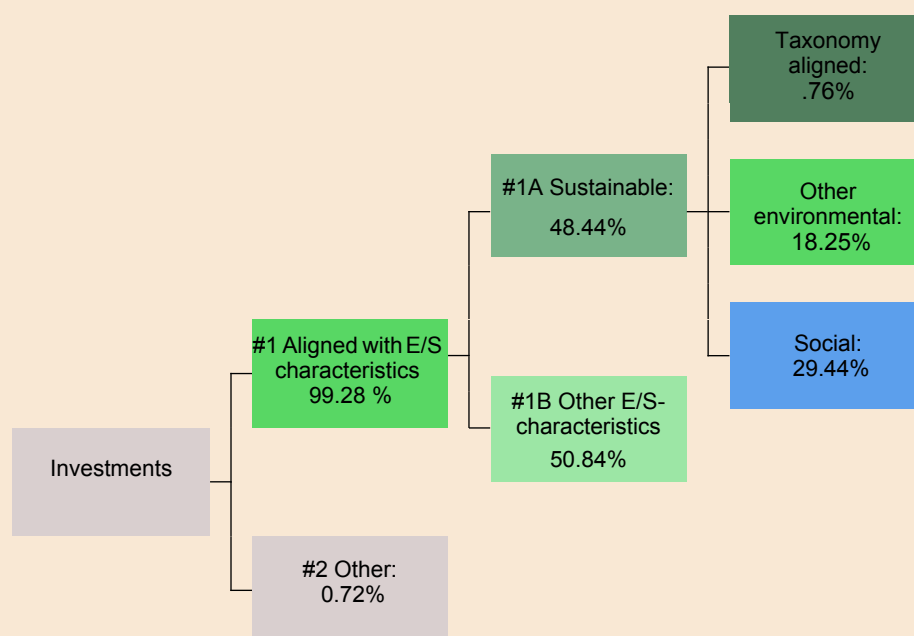 Taxonomy
aligned:
.76%
#1A Sustainable:
48.44%
Other
environmental:
18.25%
#1 Aligned with E/S
characteristics
99.28 %
Social:
29.44%
#1B Other E/S-
characteristics
50.84%
Investments
#2 Other:
0.72%